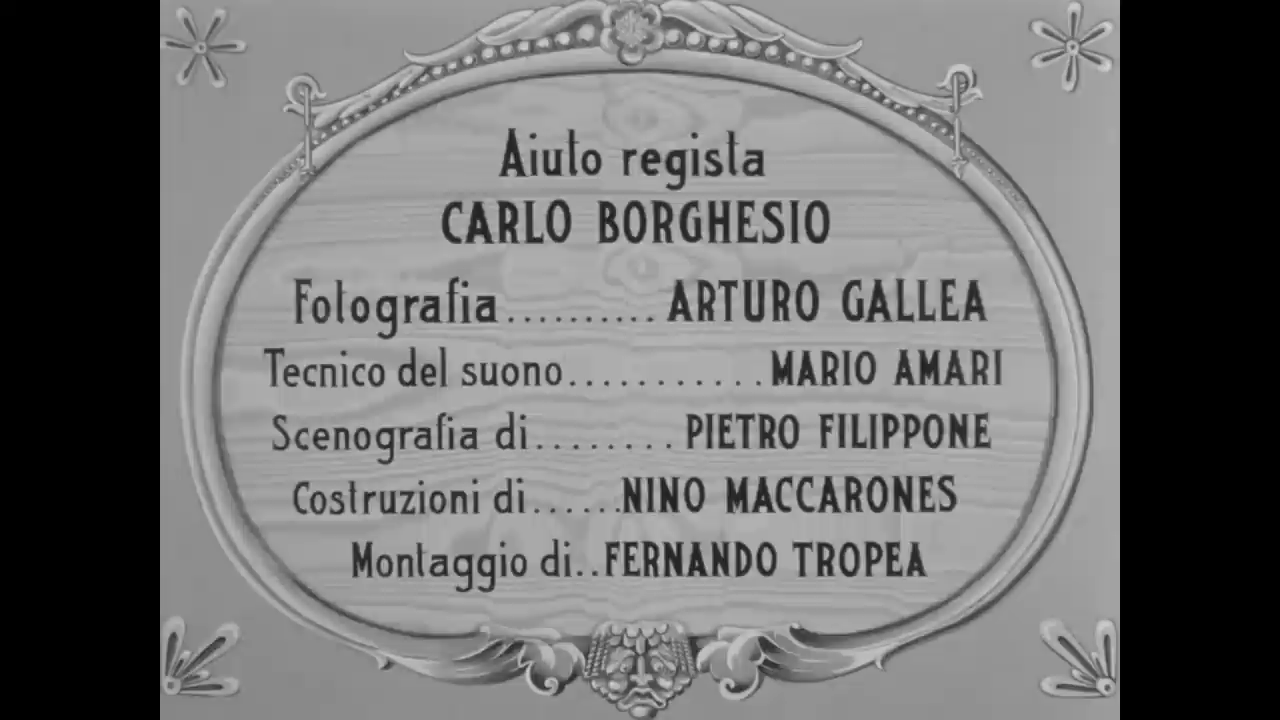 Aiuto regista
CARLO BORGHESIO
Fotografia.......... ARTURO GALLEA
Tecnico del suono........... MARIO AMARI
Scenografia di........ PIETRO FILIPPONE
Costruzioni di......NINO MACCARONES
Montaggio di..FERNANDO TROPEA